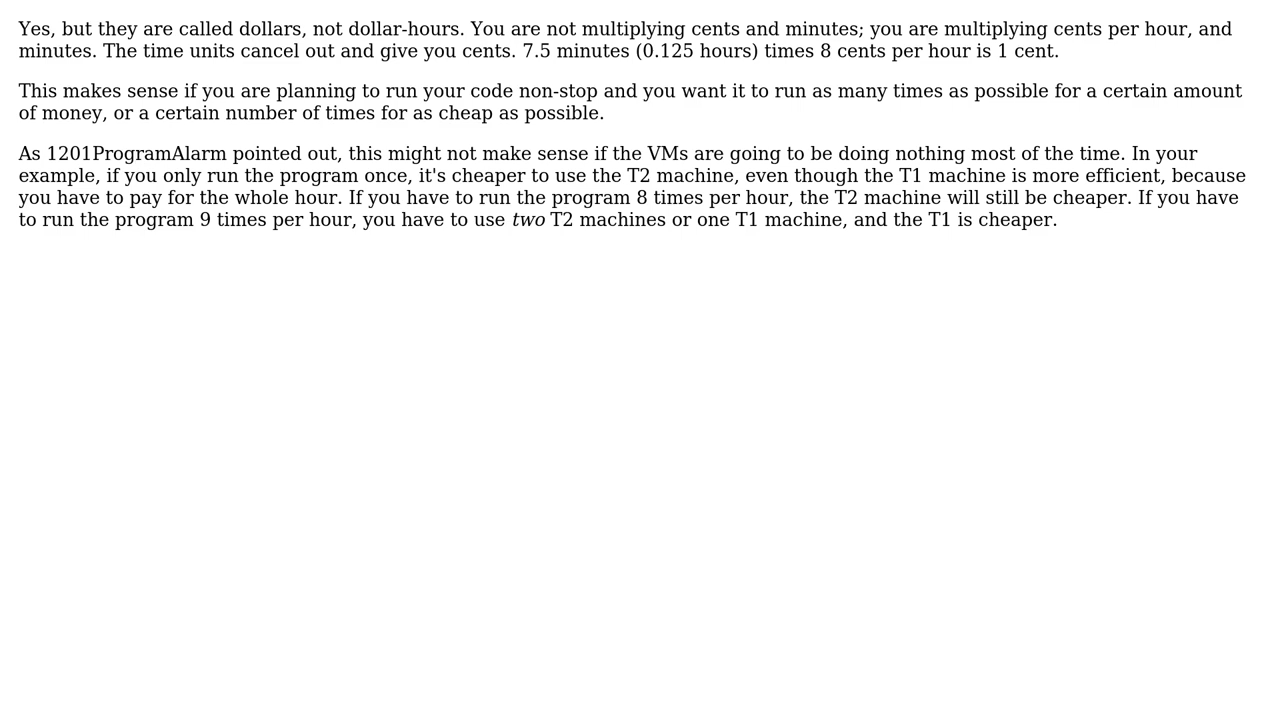 Yes, but they are called dollars, not dollar-hours. You are not multiplying cents and minutes; you are multiplying cents per hour, and
minutes. The time units cancel out and give you cents. 7.5 minutes (0.125 hours) times 8 cents per hour is 1 cent.
This makes sense if you are planning to run your code non-stop and you want it to run as many times as possible for a certain amount
of money, or a certain number of times for as cheap as possible.
As 1201ProgramAlarm pointed out, this might not make sense if the VMs are going to be doing nothing most of the time. In your
example, if you only run the program once, it's cheaper to use the T2 machine, even though the T1 machine is more efficient, because
you have to pay for the whole hour. If you have to run the program 8 times per hour, the T2 machine will still be cheaper. If you have
to run the program 9 times per hour, you have to use two T2 machines or one T1 machine, and the T1 is cheaper.